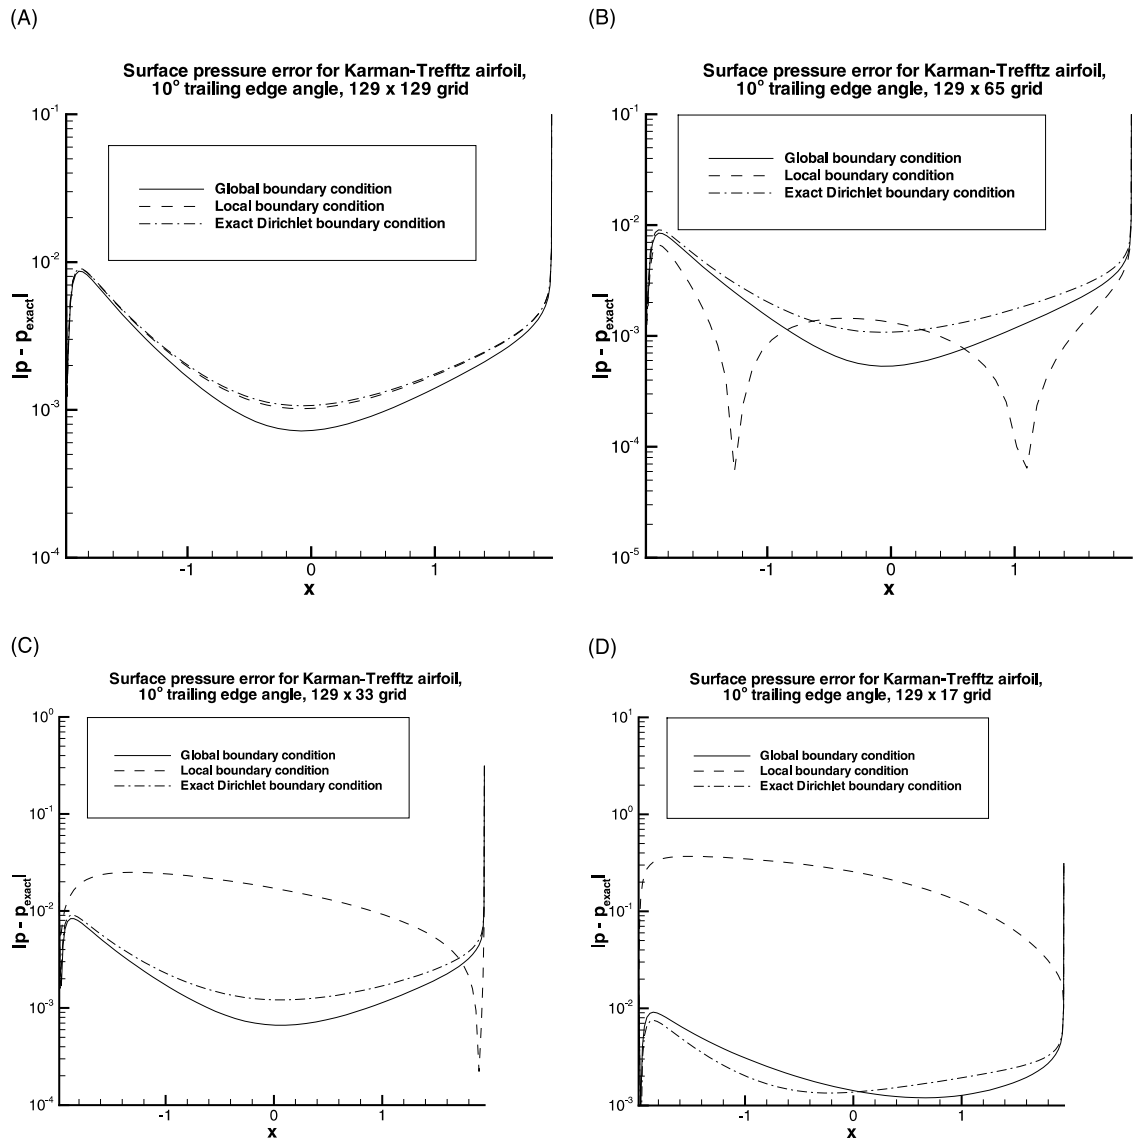 (A)
Surface pressure error for Karman-Trefftz airfoil,
10° trailing edge angle, 129 x 129 grid
10⁻¹
Global boundary condition
Local boundary condition
Exact Dirichlet boundary condition
10⁻²
|p - p_exact|
10⁻³
10⁻⁴
-1
0
1
x
(B)
Surface pressure error for Karman-Trefftz airfoil,
10° trailing edge angle, 129 x 65 grid
10⁻¹
Global boundary condition
Local boundary condition
Exact Dirichlet boundary condition
10⁻²
|p - p_exact|
10⁻³
10⁻⁴
10⁻⁵
-1
0
1
x
(C)
Surface pressure error for Karman-Trefftz airfoil,
10° trailing edge angle, 129 x 33 grid
10⁰
Global boundary condition
Local boundary condition
Exact Dirichlet boundary condition
10⁻¹
|p - p_exact|
10⁻²
10⁻³
10⁻⁴
-1
0
1
x
(D)
Surface pressure error for Karman-Trefftz airfoil,
10° trailing edge angle, 129 x 17 grid
10¹
Global boundary condition
Local boundary condition
Exact Dirichlet boundary condition
10⁰
|p - p_exact|
10⁻¹
10⁻²
10⁻³
-1
0
1
x